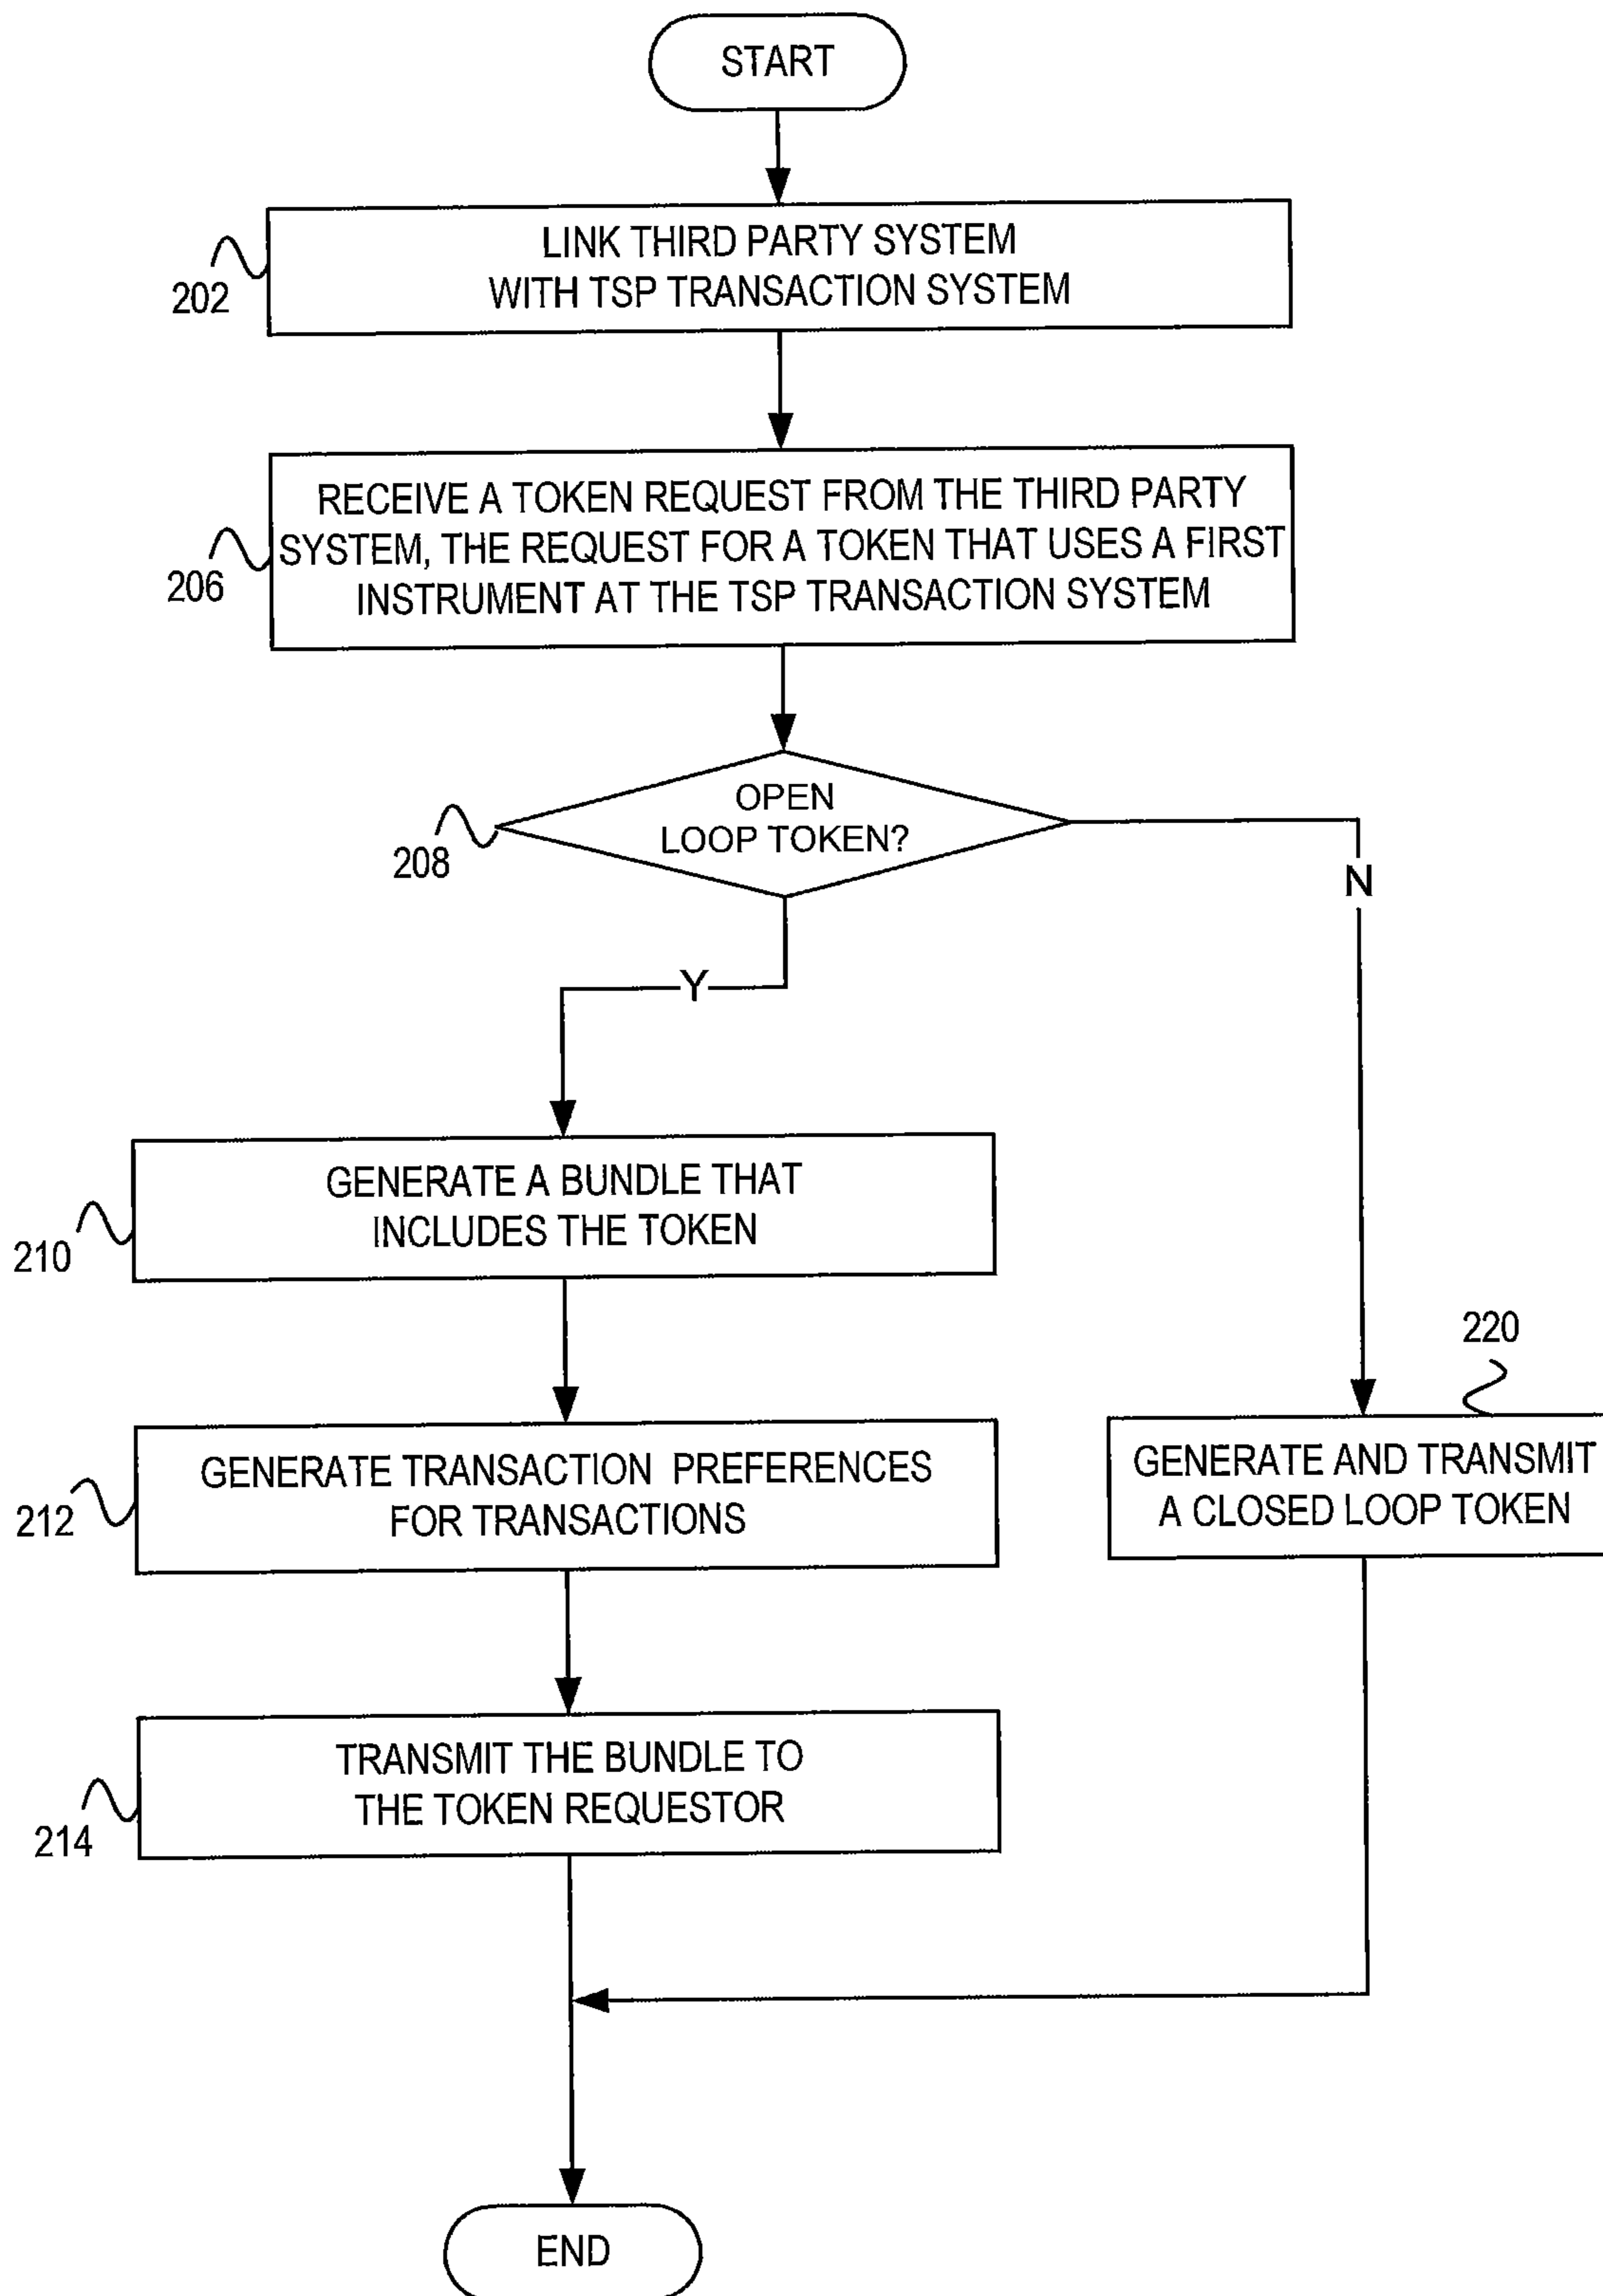 START
LINK THIRD PARTY SYSTEM
WITH TSP TRANSACTION SYSTEM
202
RECEIVE A TOKEN REQUEST FROM THE THIRD PARTY
SYSTEM, THE REQUEST FOR A TOKEN THAT USES A FIRST
INSTRUMENT AT THE TSP TRANSACTION SYSTEM
206
OPEN
LOOP TOKEN?
208
N
Y
GENERATE A BUNDLE THAT
INCLUDES THE TOKEN
210
220
GENERATE TRANSACTION PREFERENCES
FOR TRANSACTIONS
212
GENERATE AND TRANSMIT
A CLOSED LOOP TOKEN
TRANSMIT THE BUNDLE TO
THE TOKEN REQUESTOR
214
END